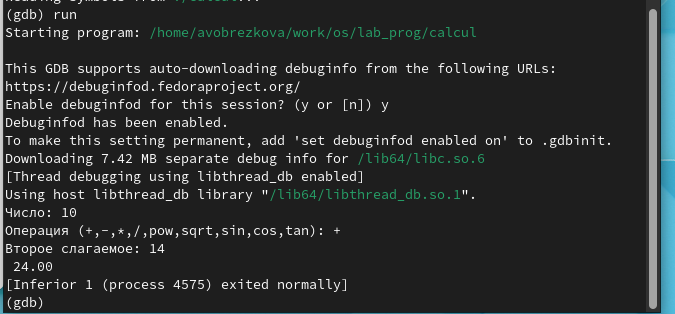 Reading symbols from ./calcul...
(gdb) run
Starting program: /home/avobrezkova/work/os/lab_prog/calcul
This GDB supports auto-downloading debuginfo from the following URLs:
https://debuginfod.fedoraproject.org/
Enable debuginfod for this session? (y or [n]) y
Debuginfod has been enabled.
To make this setting permanent, add 'set debuginfod enabled on' to .gdbinit.
Downloading 7.42 MB separate debug info for /lib64/libc.so.6
[Thread debugging using libthread_db enabled]
Using host libthread_db library "/lib64/libthread_db.so.1".
Число: 10
Операция (+,-,*,/,pow,sqrt,sin,cos,tan): +
Второе слагаемое: 14
24.00
[Inferior 1 (process 4575) exited normally]
(gdb)